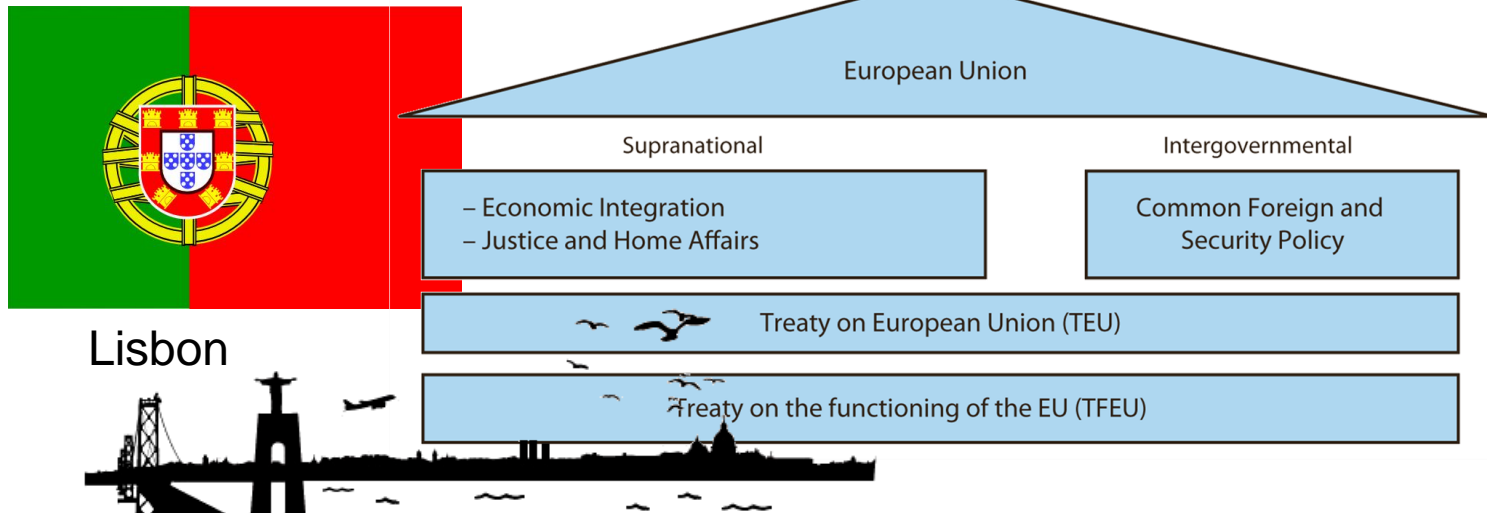 European Union
Supranational
Intergovernmental
– Economic Integration
– Justice and Home Affairs
Common Foreign and
Security Policy
Treaty on European Union (TEU)
Lisbon
Treaty on the functioning of the EU (TFEU)